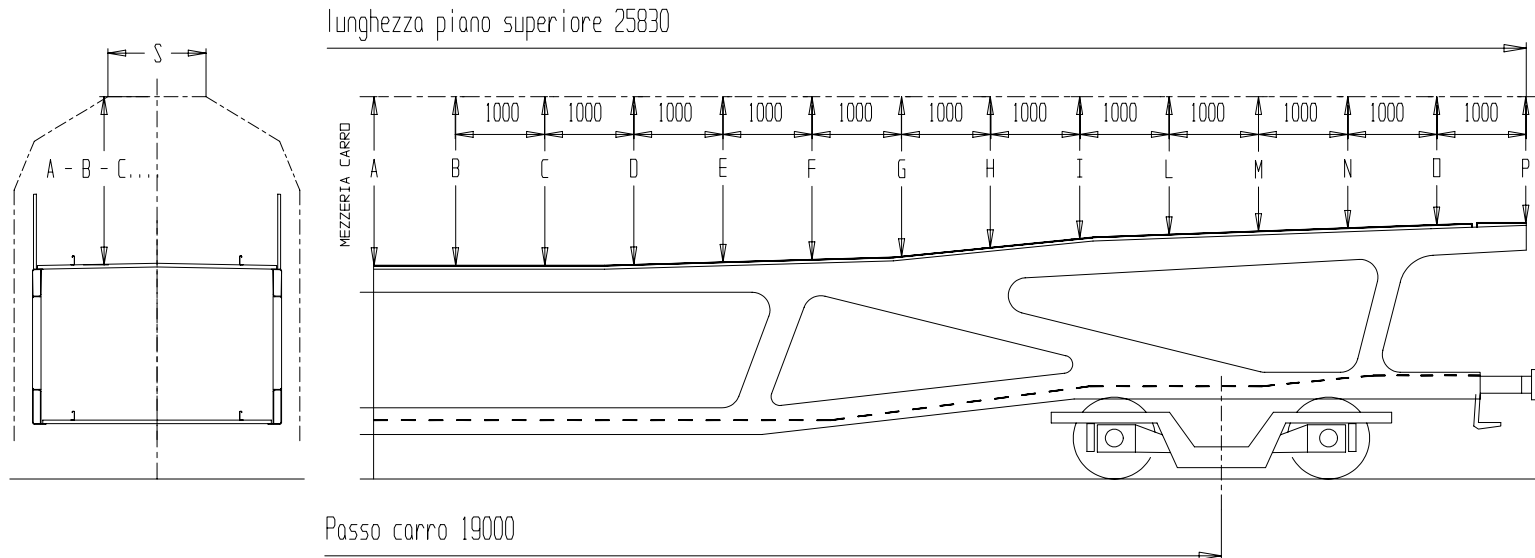 lunghezza piano superiore 25830
S
1000 1000 1000 1000 1000 1000 1000 1000 1000 1000 1000 1000
MEZZERIA CARRO
A - B - C....
A B C D E F G H I L M N O P
Passo carro 19000